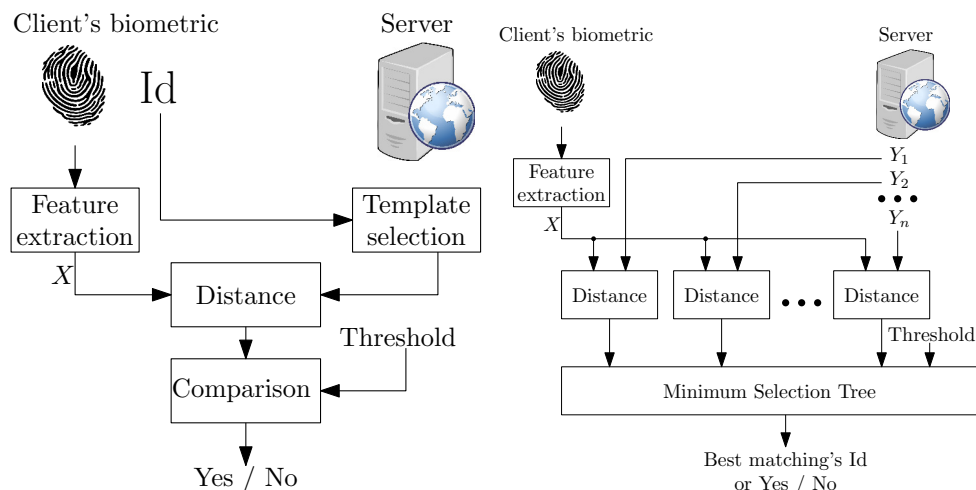 Client's biometric
Server
Id
Feature
extraction
Template
selection
X
Distance
Threshold
Comparison
Yes / No
Client's biometric
Server
Y1
Y2
Yn
Feature
extraction
X
Distance
Distance
Distance
Threshold
Minimum Selection Tree
Best matching's Id
or Yes / No